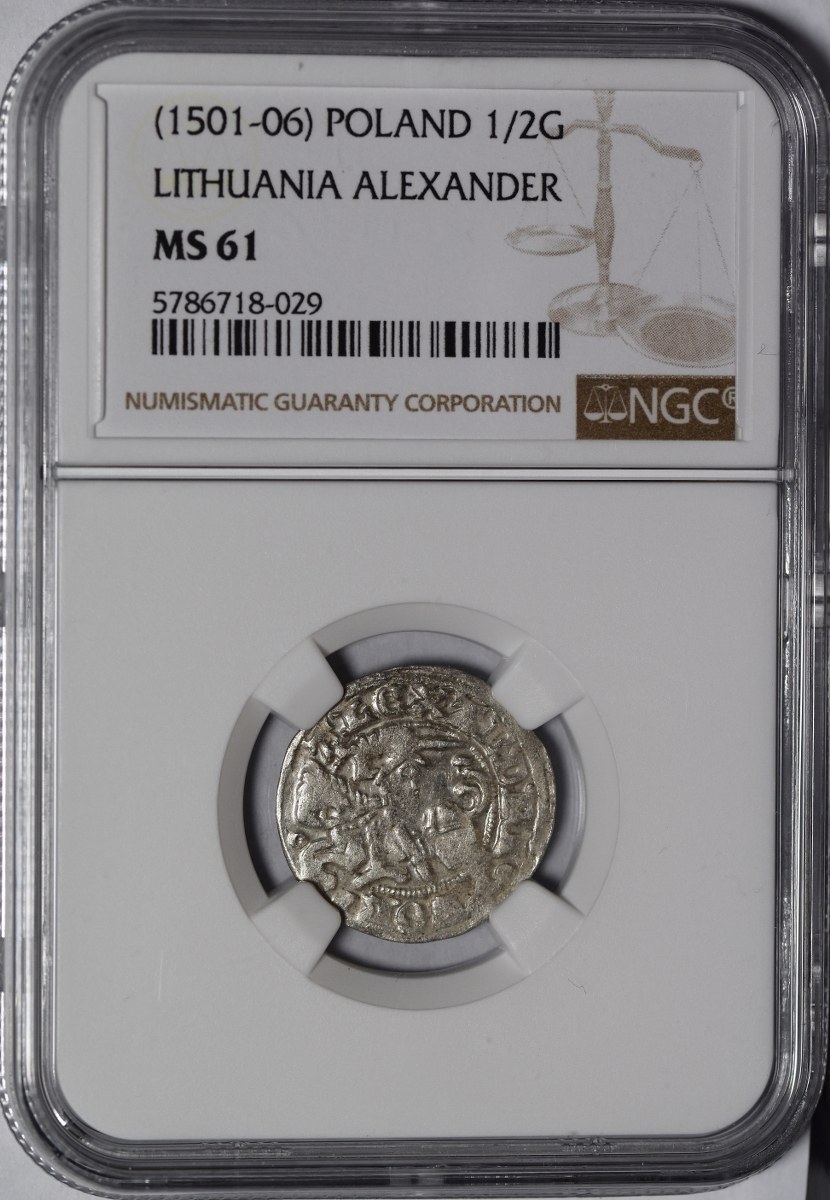 (1501-06) POLAND 1/2G
LITHUANIA ALEXANDER
MS 61
5786718-029
NUMISMATIC GUARANTY CORPORATION NGC®